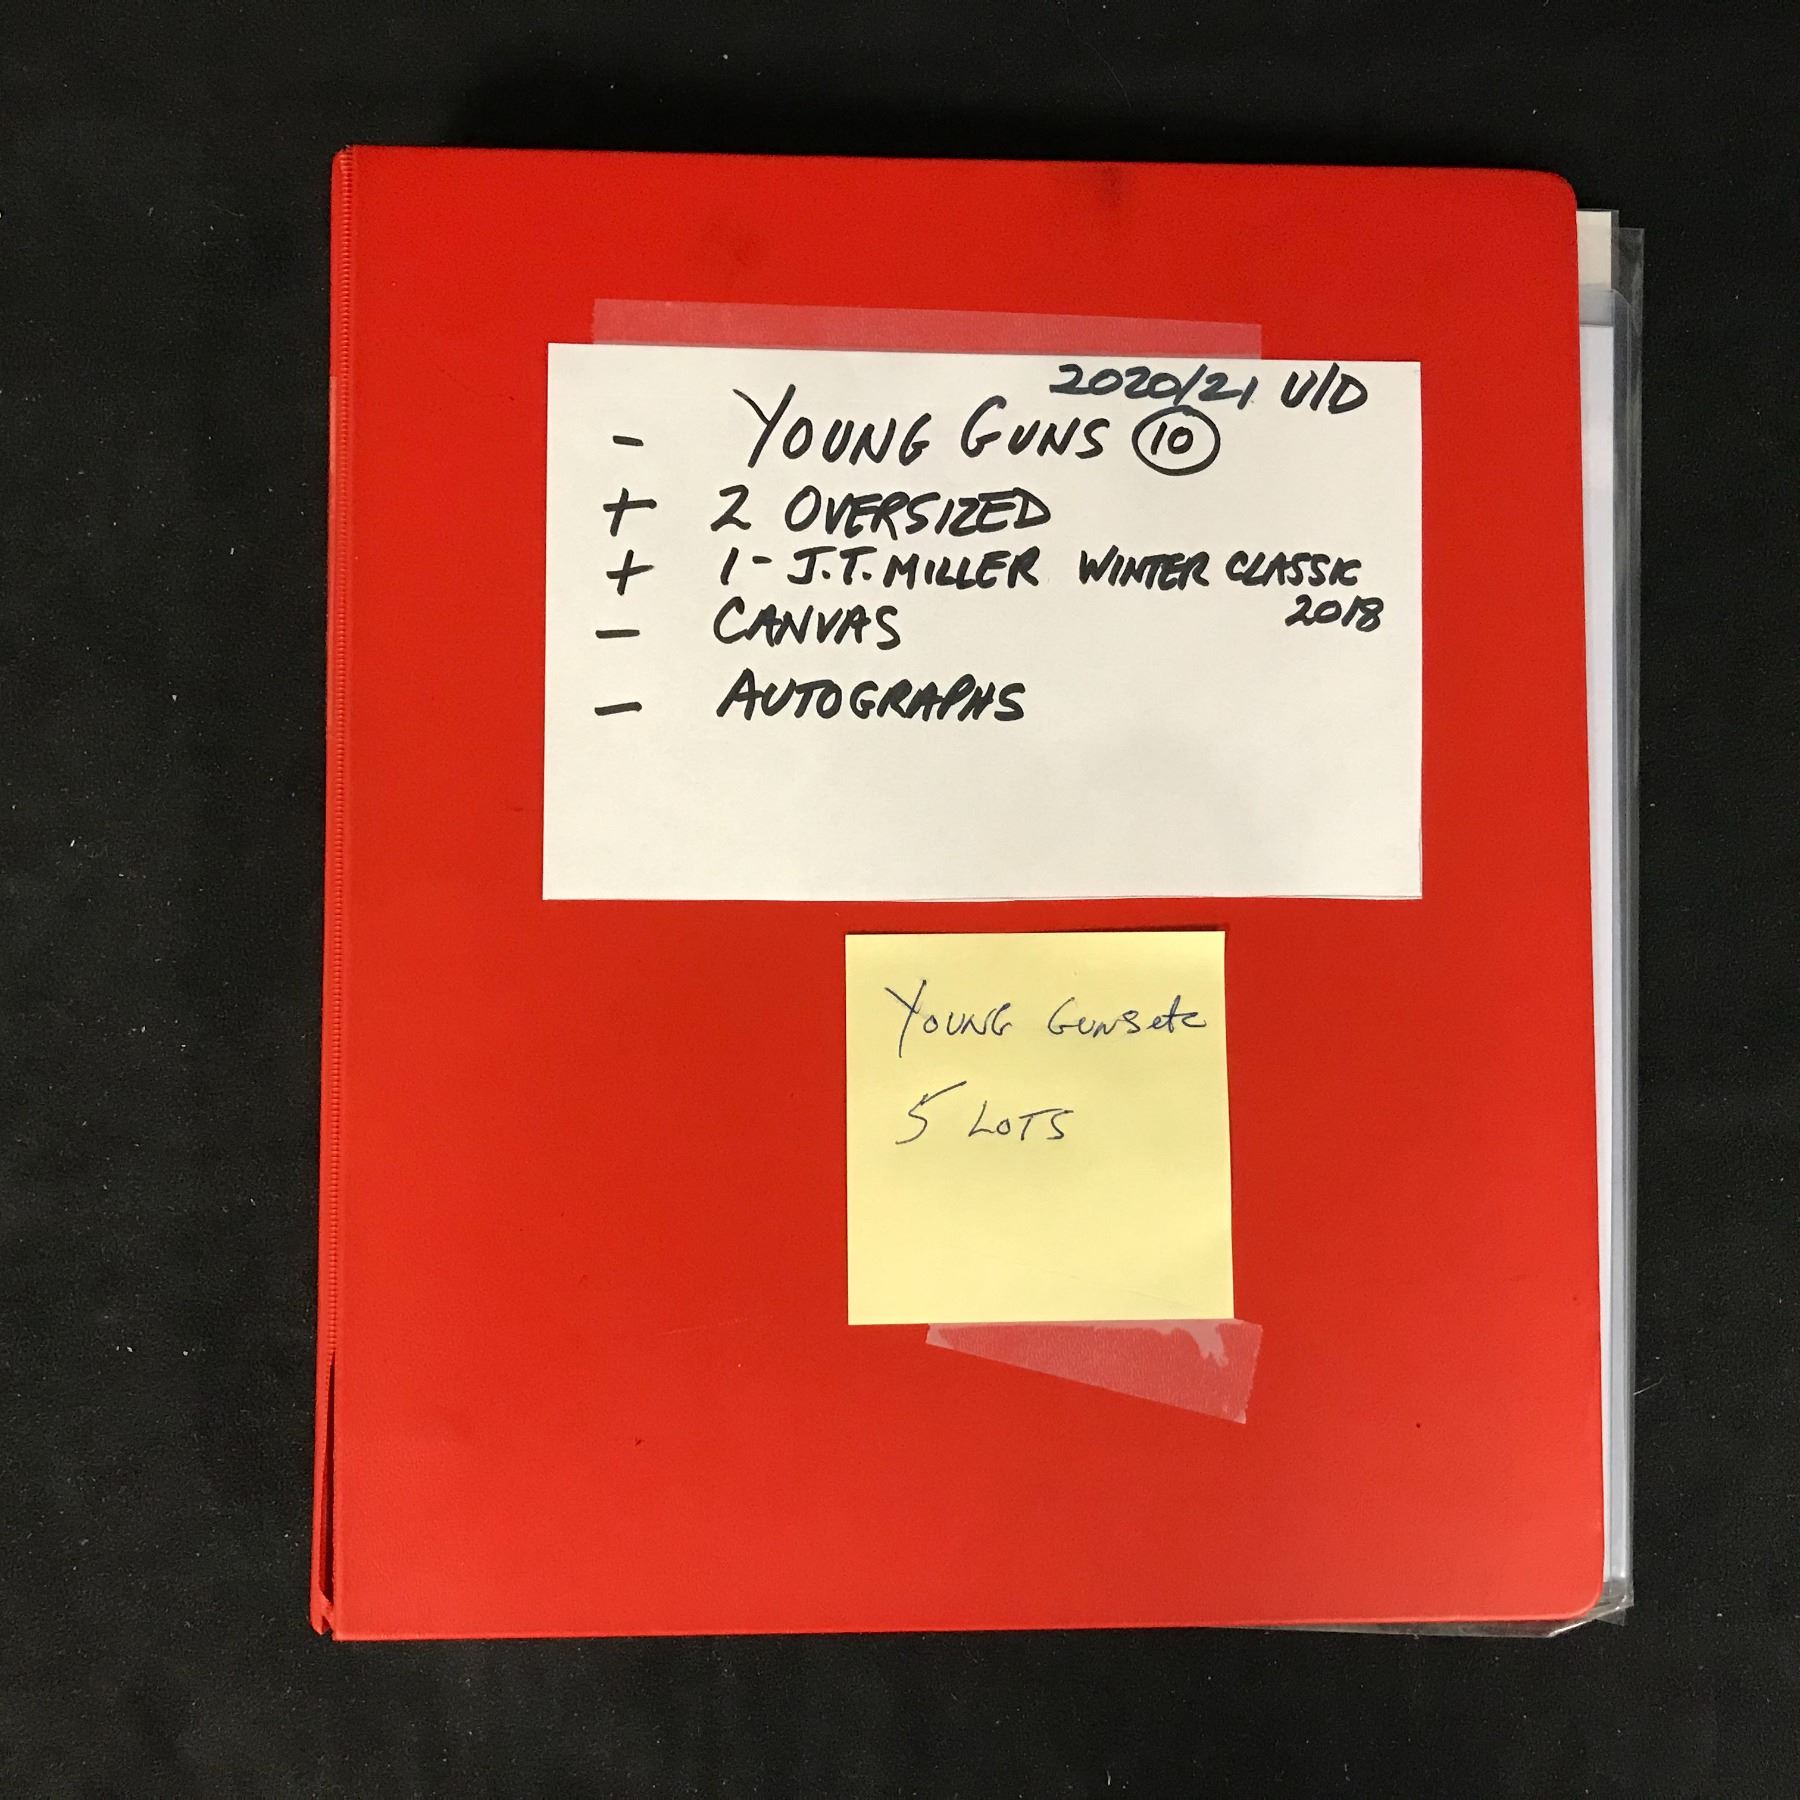 2020/21 U/D
- YOUNG GUNS 10
+ 2 OVERSIZED
+ 1- J.T. MILLER WINTER CLASSIC
2018
- CANVAS
- AUTOGRAPHS
YOUNG GUNS etc
5 LOTS